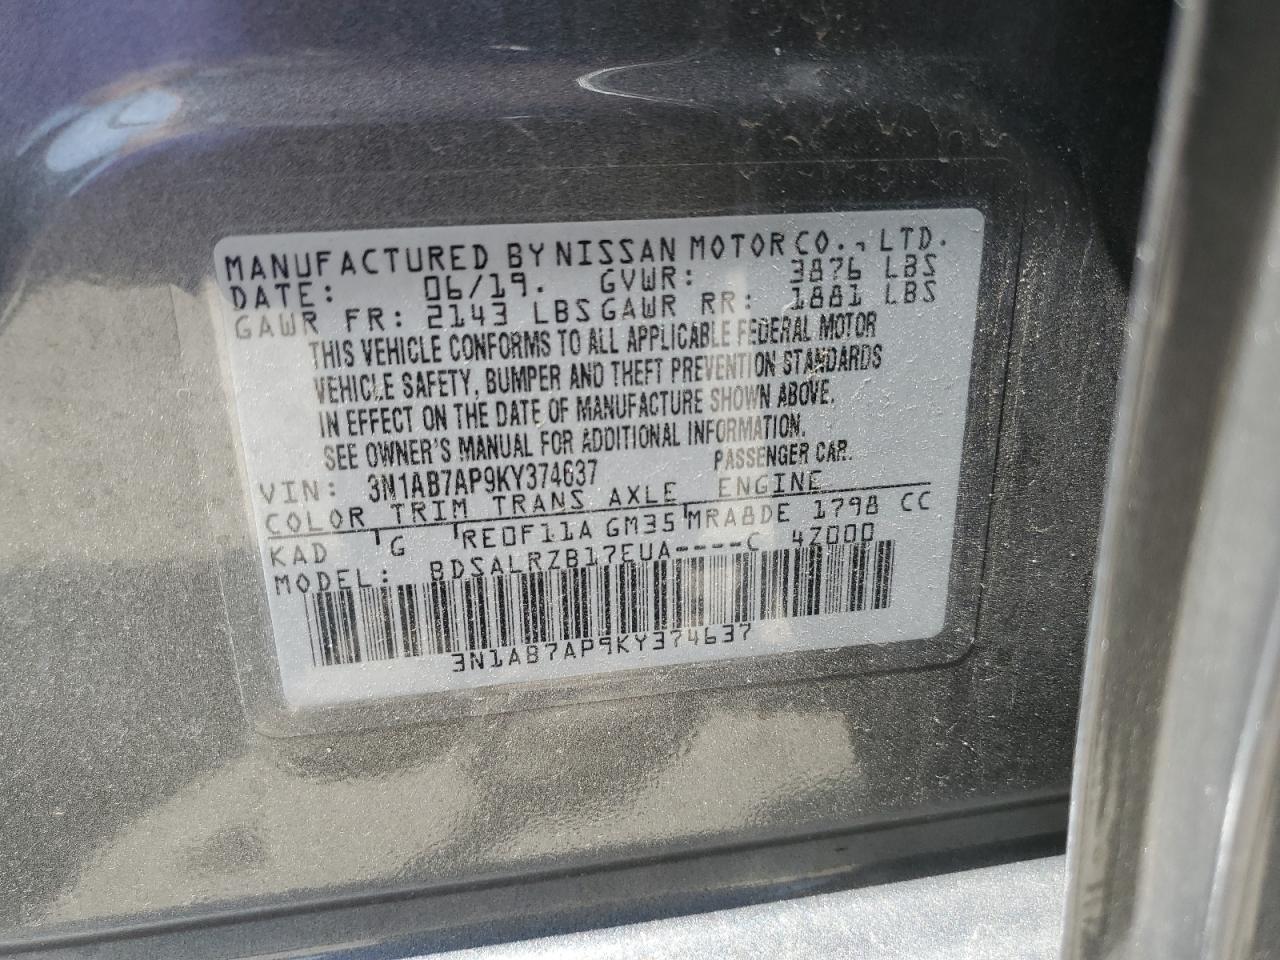 MANUFACTURED BY NISSAN MOTOR CO., LTD.
DATE: 06/19. GVWR: 3876 LBS
GAWR FR: 2143 LBS GAWR RR: 1881 LBS
THIS VEHICLE CONFORMS TO ALL APPLICABLE FEDERAL MOTOR
VEHICLE SAFETY, BUMPER AND THEFT PREVENTION STANDARDS
IN EFFECT ON THE DATE OF MANUFACTURE SHOWN ABOVE.
SEE OWNER'S MANUAL FOR ADDITIONAL INFORMATION.
VIN: 3N1AB7AP9KY374637 PASSENGER CAR.
COLOR TRIM TRANS AXLE ENGINE
KAD G RE0F11A GM35 MRA8DE 1798 CC
MODEL: BDSALRZB17EUA----C 4Z000
3N1AB7AP9KY374637